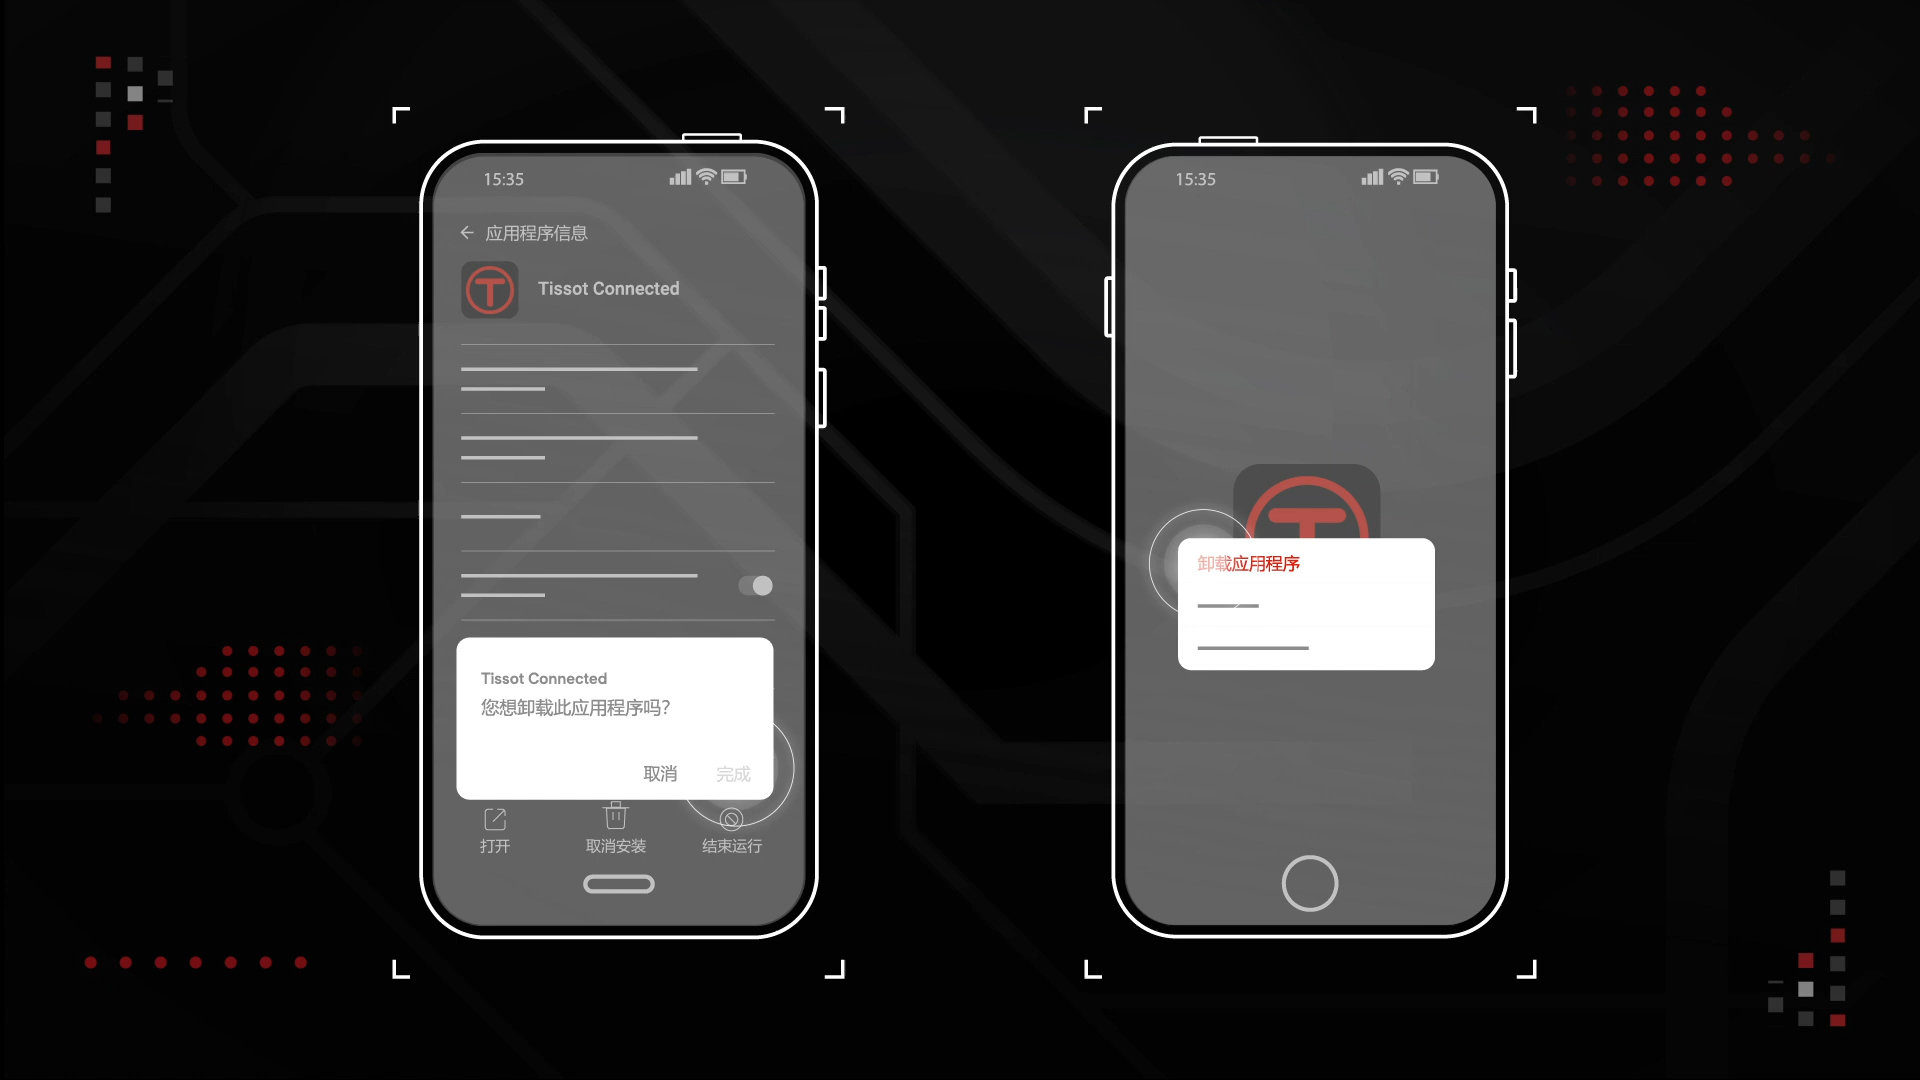 15:35
应用程序信息
Tissot Connected
Tissot Connected
您想卸载此应用程序吗?
取消 完成
打开 取消安装 结束运行
15:35
卸载应用程序